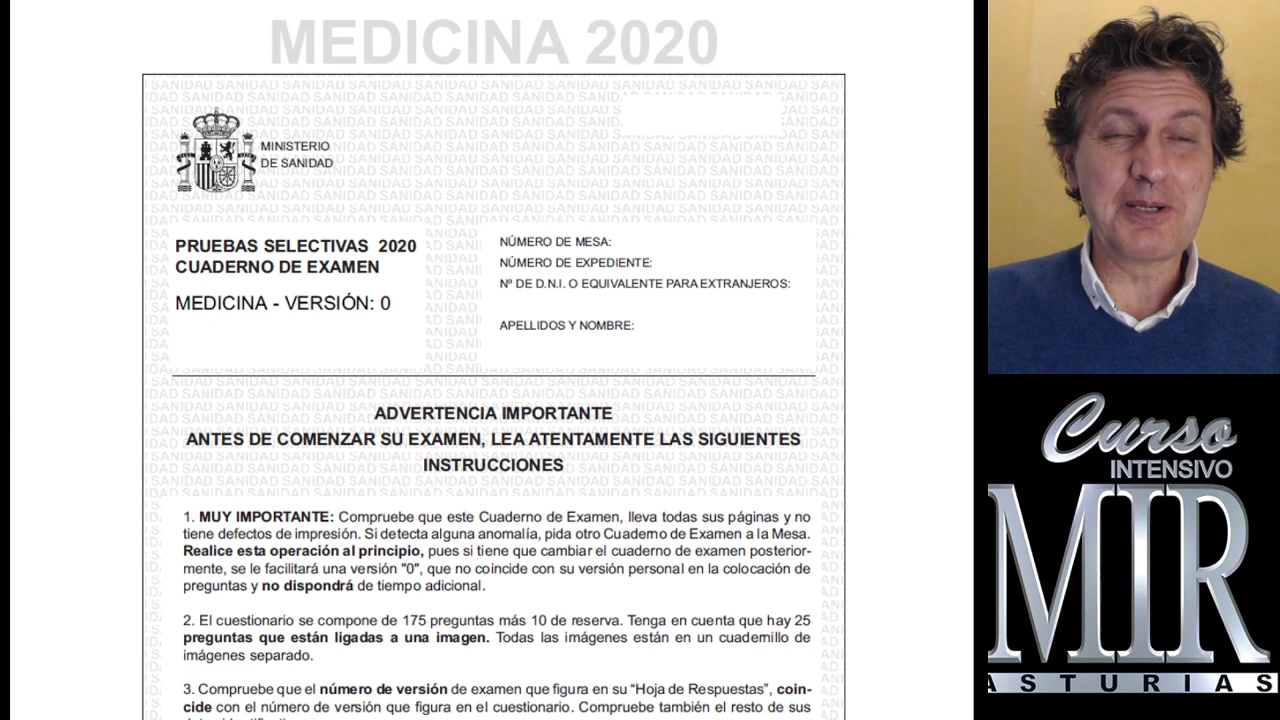 MEDICINA 2020
MINISTERIO
DE SANIDAD
PRUEBAS SELECTIVAS 2020
CUADERNO DE EXAMEN
MEDICINA - VERSIÓN: 0
NÚMERO DE MESA:
NÚMERO DE EXPEDIENTE:
Nº DE D.N.I. O EQUIVALENTE PARA EXTRANJEROS:
APELLIDOS Y NOMBRE:
ADVERTENCIA IMPORTANTE
ANTES DE COMENZAR SU EXAMEN, LEA ATENTAMENTE LAS SIGUIENTES
INSTRUCCIONES
1. MUY IMPORTANTE: Compruebe que este Cuaderno de Examen, lleva todas sus páginas y no
tiene defectos de impresión. Si detecta alguna anomalía, pida otro Cuaderno de Examen a la Mesa.
Realice esta operación al principio, pues si tiene que cambiar el cuaderno de examen posterior-
mente, se le facilitará una versión "0", que no coincide con su versión personal en la colocación de
preguntas y no dispondrá de tiempo adicional.
2. El cuestionario se compone de 175 preguntas más 10 de reserva. Tenga en cuenta que hay 25
preguntas que están ligadas a una imagen. Todas las imágenes están en un cuadernillo de
imágenes separado.
3. Compruebe que el número de versión de examen que figura en su “Hoja de Respuestas”, coin-
cide con el número de versión que figura en el cuestionario. Compruebe también el resto de sus
Curso
INTENSIVO
MIR
ASTURIAS